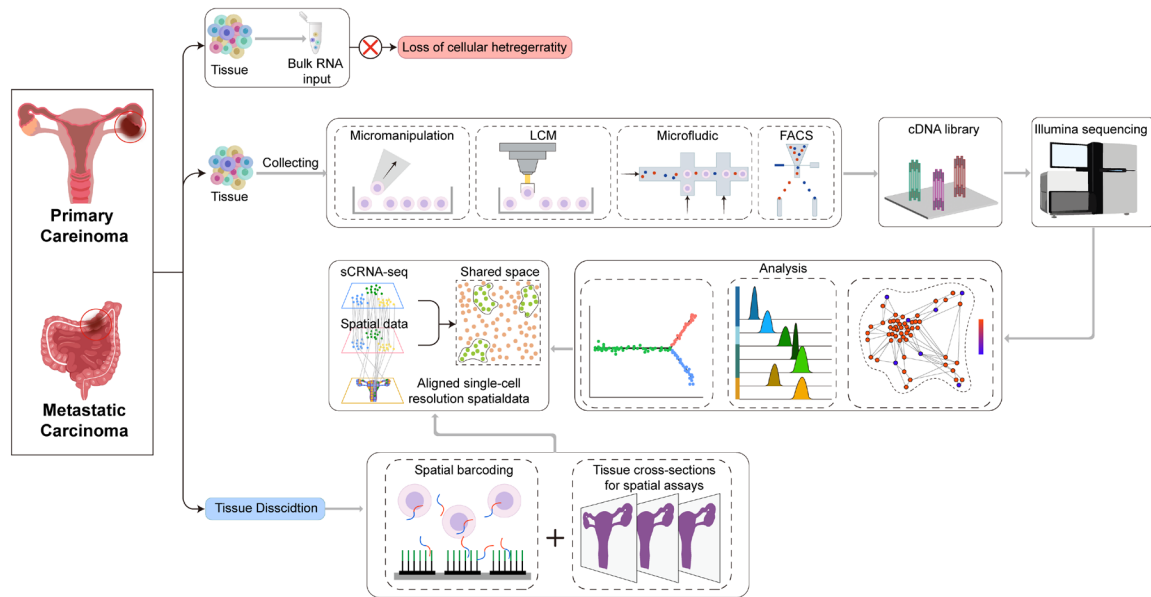 Tissue
Bulk RNA
input
Loss of cellular hetregerratity
Primary
Careinoma
Metastatic
Carcinoma
Tissue
Collecting
Micromanipulation
LCM
Microfludic
FACS
cDNA library
Illumina sequencing
sCRNA-seq
Spatial data
Shared space
Aligned single-cell
resolution spatialdata
Analysis
Tissue Disscidtion
Spatial barcoding
Tissue cross-sections
for spatial assays